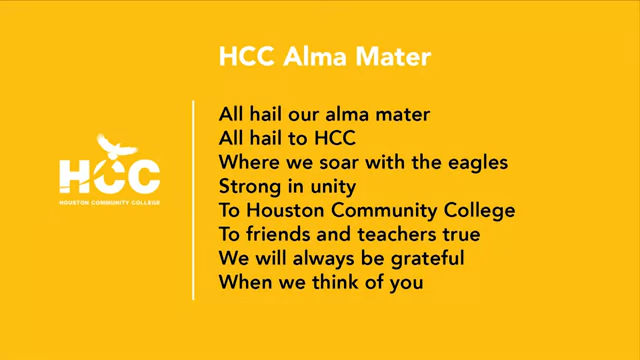 HCC Alma Mater
HCC
HOUSTON COMMUNITY COLLEGE
All hail our alma mater
All hail to HCC
Where we soar with the eagles
Strong in unity
To Houston Community College
To friends and teachers true
We will always be grateful
When we think of you